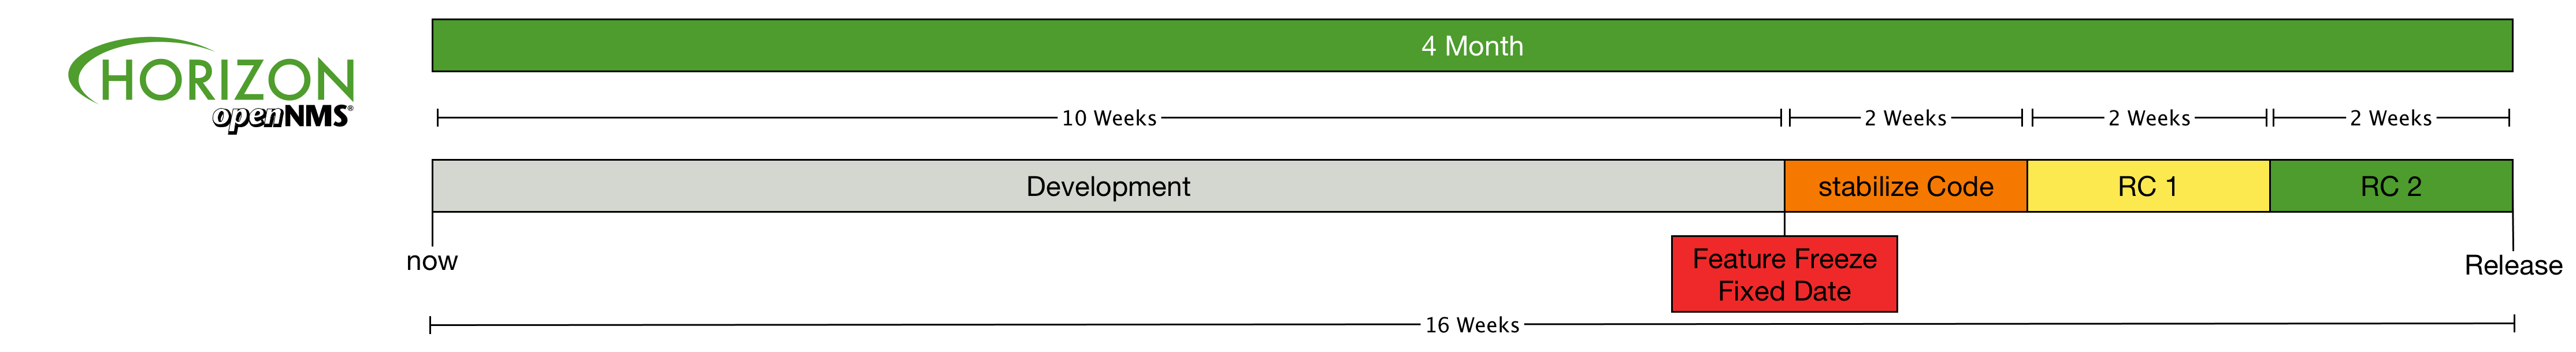 HORIZON
openNMS®
4 Month
10 Weeks
2 Weeks
2 Weeks
2 Weeks
Development
stabilize Code
RC 1
RC 2
now
Feature Freeze
Fixed Date
Release
16 Weeks